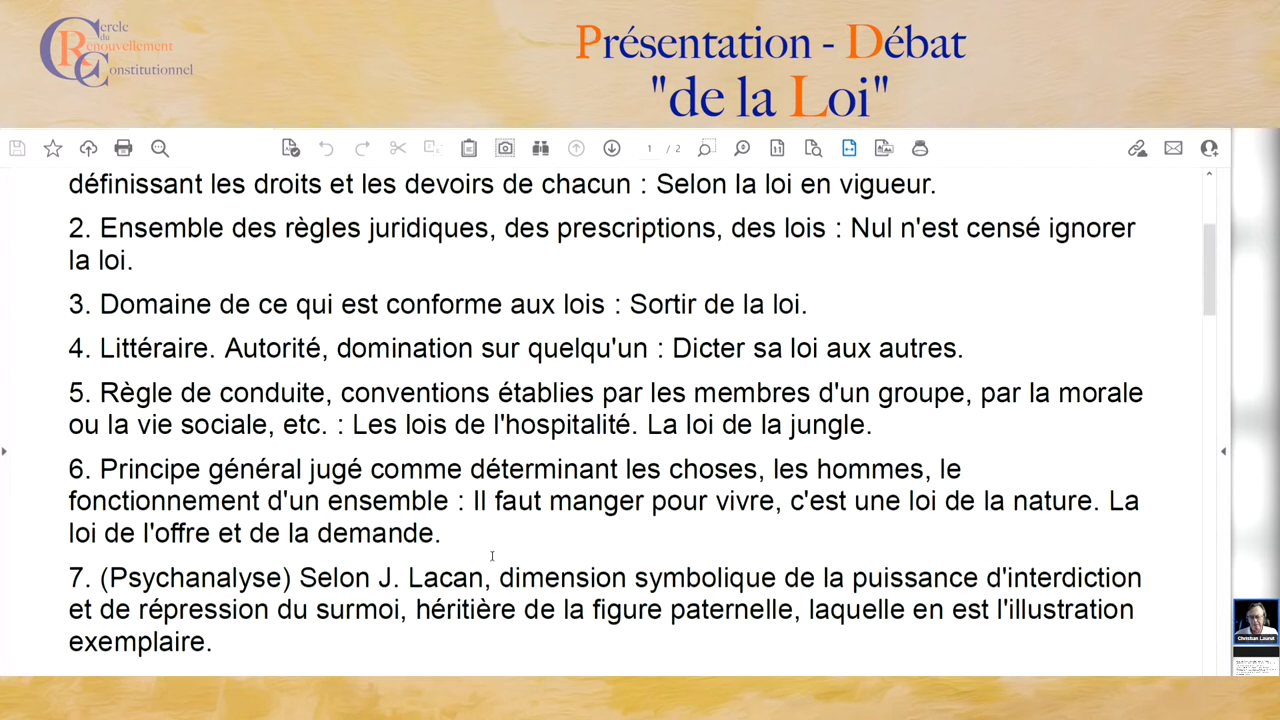 Cercle
du
Renouvellement
Constitutionnel
Présentation - Débat
"de la Loi"
1 / 2
définissant les droits et les devoirs de chacun : Selon la loi en vigueur.
2. Ensemble des règles juridiques, des prescriptions, des lois : Nul n'est censé ignorer
la loi.
3. Domaine de ce qui est conforme aux lois : Sortir de la loi.
4. Littéraire. Autorité, domination sur quelqu'un : Dicter sa loi aux autres.
5. Règle de conduite, conventions établies par les membres d'un groupe, par la morale
ou la vie sociale, etc. : Les lois de l'hospitalité. La loi de la jungle.
6. Principe général jugé comme déterminant les choses, les hommes, le
fonctionnement d'un ensemble : Il faut manger pour vivre, c'est une loi de la nature. La
loi de l'offre et de la demande.
7. (Psychanalyse) Selon J. Lacan, dimension symbolique de la puissance d'interdiction
et de répression du surmoi, héritière de la figure paternelle, laquelle en est l'illustration
exemplaire.
Christian Laurut